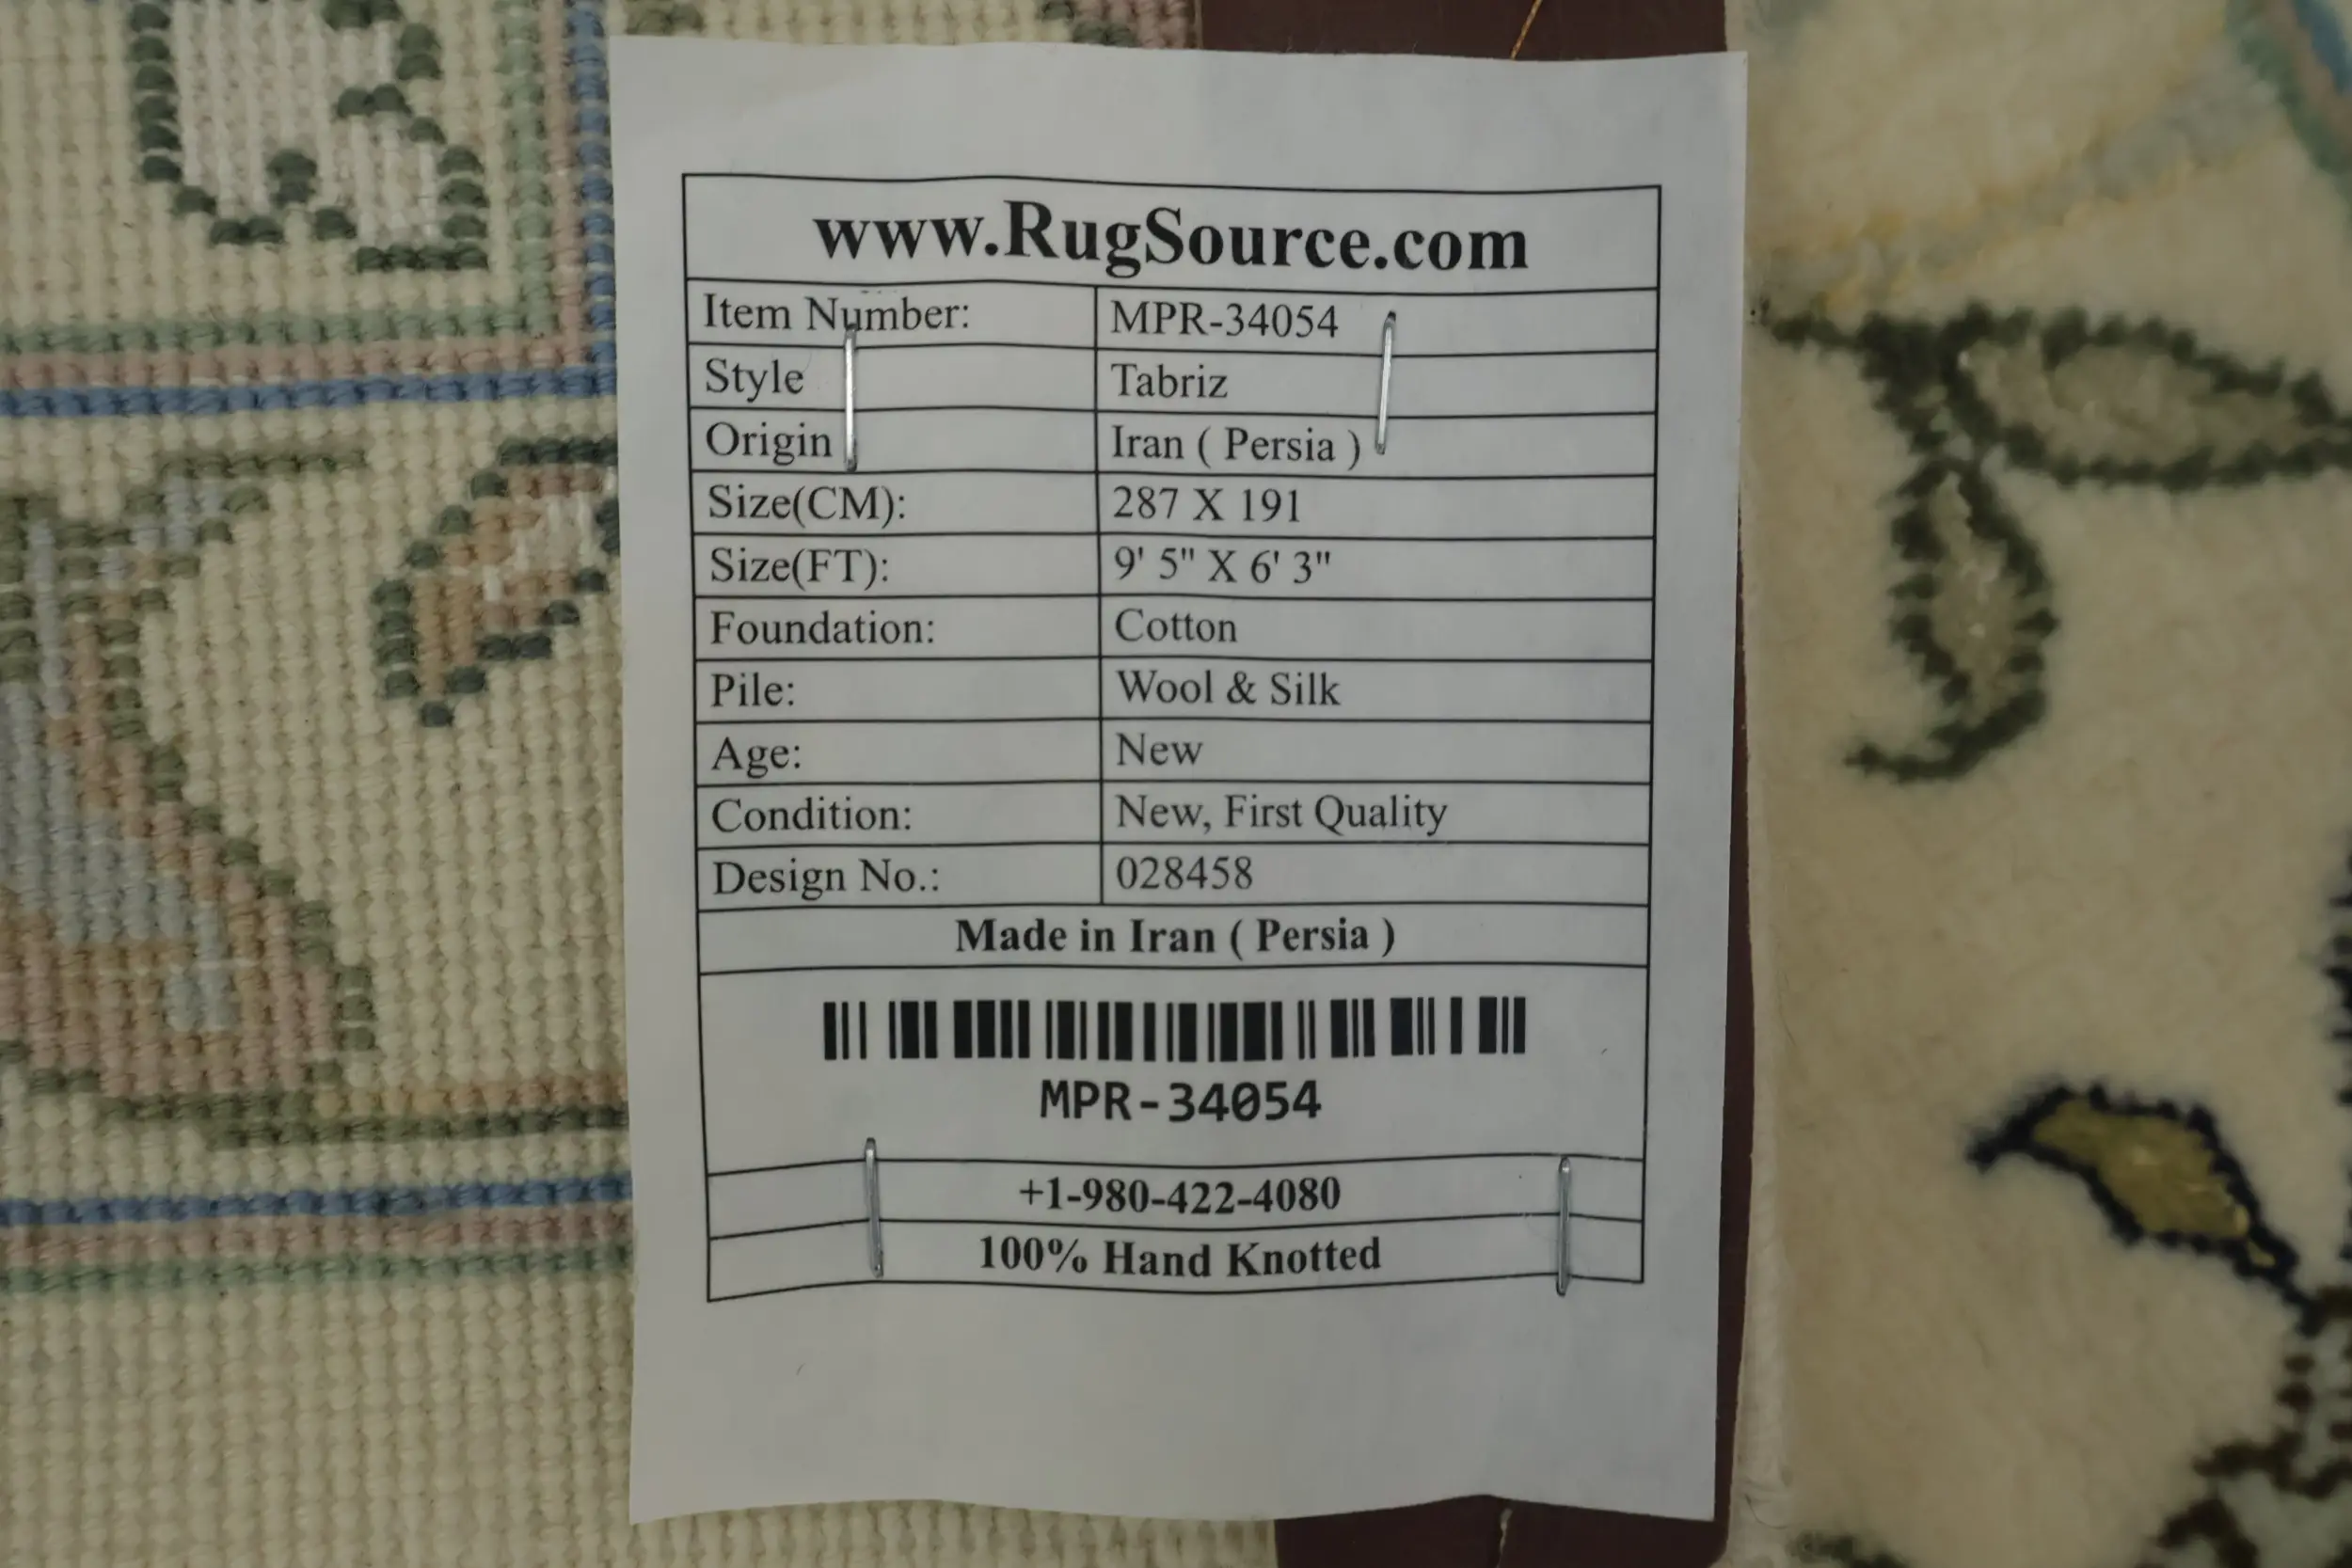 www.RugSource.com
Item Number: MPR-34054
Style Tabriz
Origin Iran ( Persia )
Size(CM): 287 X 191
Size(FT): 9' 5" X 6' 3"
Foundation: Cotton
Pile: Wool & Silk
Age: New
Condition: New, First Quality
Design No.: 028458
Made in Iran ( Persia )
MPR-34054
+1-980-422-4080
100% Hand Knotted